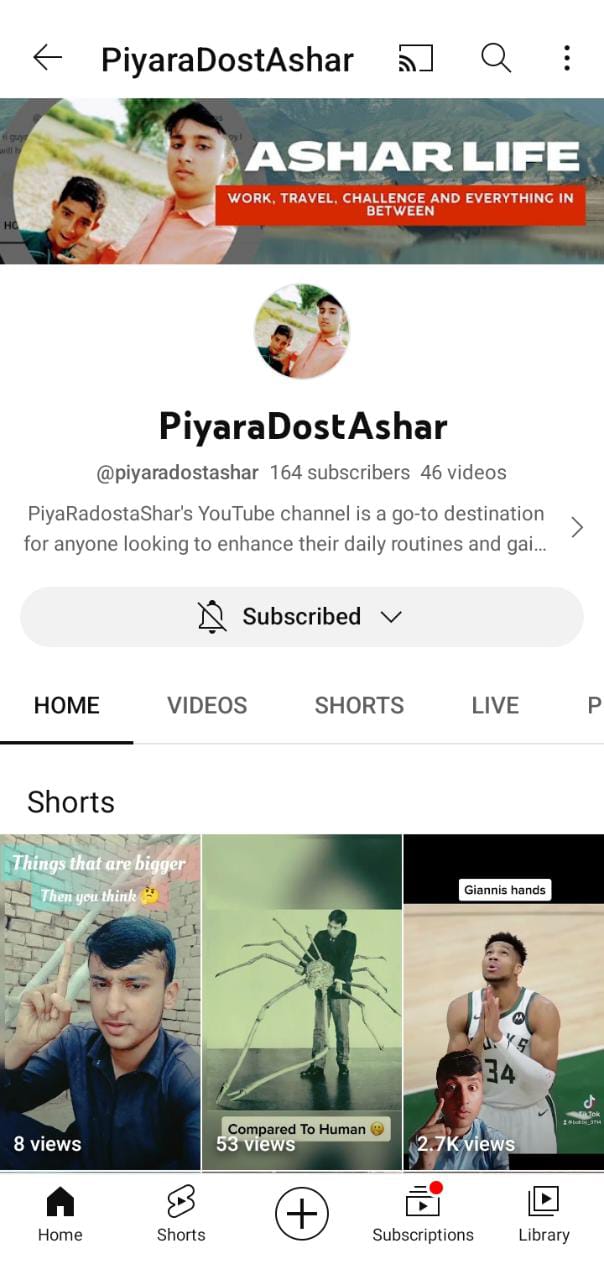 PiyaraDostAshar
ASHAR LIFE
WORK, TRAVEL, CHALLENGE AND EVERYTHING IN
BETWEEN
PiyaraDostAshar
@piyaradostashar 164 subscribers 46 videos
PiyaRadostaShar's YouTube channel is a go-to destination
for anyone looking to enhance their daily routines and gai...
Subscribed
HOME VIDEOS SHORTS LIVE P
Shorts
Things that are bigger
Then you think 🤔
8 views
Compared To Human 🤫
53 views
Giannis hands
34
TikTok
2.7K views
Home Shorts Subscriptions Library